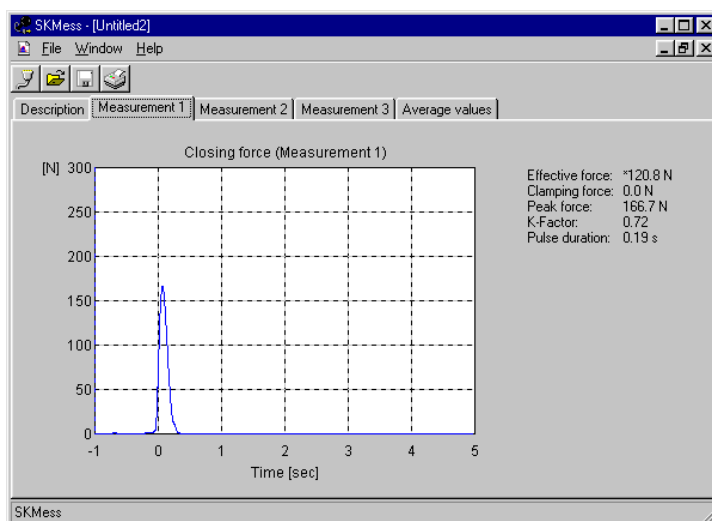 SKMess - [Untitled2]
File Window Help
Description Measurement 1 Measurement 2 Measurement 3 Average values
Closing force (Measurement 1)
[N] 300
250
200
150
100
50
0
-1 0 1 2 3 4 5
Time [sec]
Effective force: *120.8 N
Clamping force: 0.0 N
Peak force: 166.7 N
K-Factor: 0.72
Pulse duration: 0.19 s
SKMess